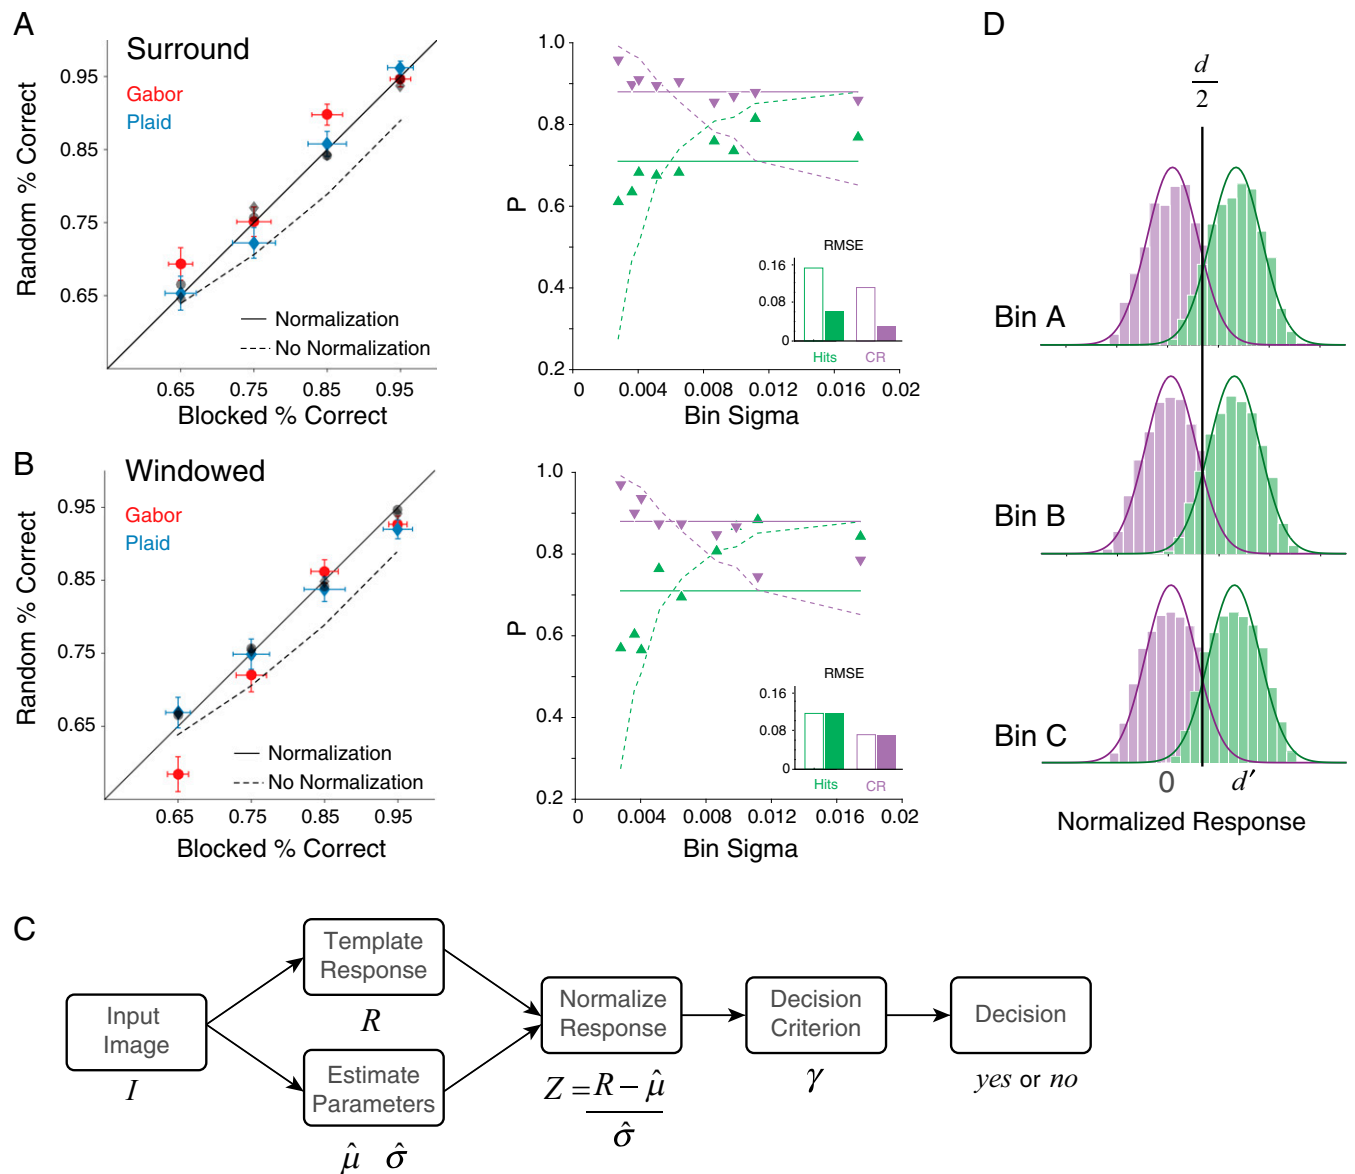 A
Surround
Gabor
Plaid
Random % Correct
0.95
0.85
0.75
0.65
Normalization
No Normalization
0.65 0.75 0.85 0.95
Blocked % Correct
P
1.0
0.8
0.6
0.4
0.2
RMSE
0.16
0.08
0
Hits CR
0 0.004 0.008 0.012 0.016 0.02
Bin Sigma
B
Windowed
Gabor
Plaid
Random % Correct
0.95
0.85
0.75
0.65
Normalization
No Normalization
0.65 0.75 0.85 0.95
Blocked % Correct
P
1.0
0.8
0.6
0.4
0.2
RMSE
0.16
0.08
0
Hits CR
0 0.004 0.008 0.012 0.016 0.02
Bin Sigma
D
d
2
Bin A
Bin B
Bin C
0 d′
Normalized Response
C
Input
Image
I
Template
Response
R
Estimate
Parameters
μ̂ σ̂
Normalize
Response
Z = R − μ̂
σ̂
Decision
Criterion
γ
Decision
yes or no